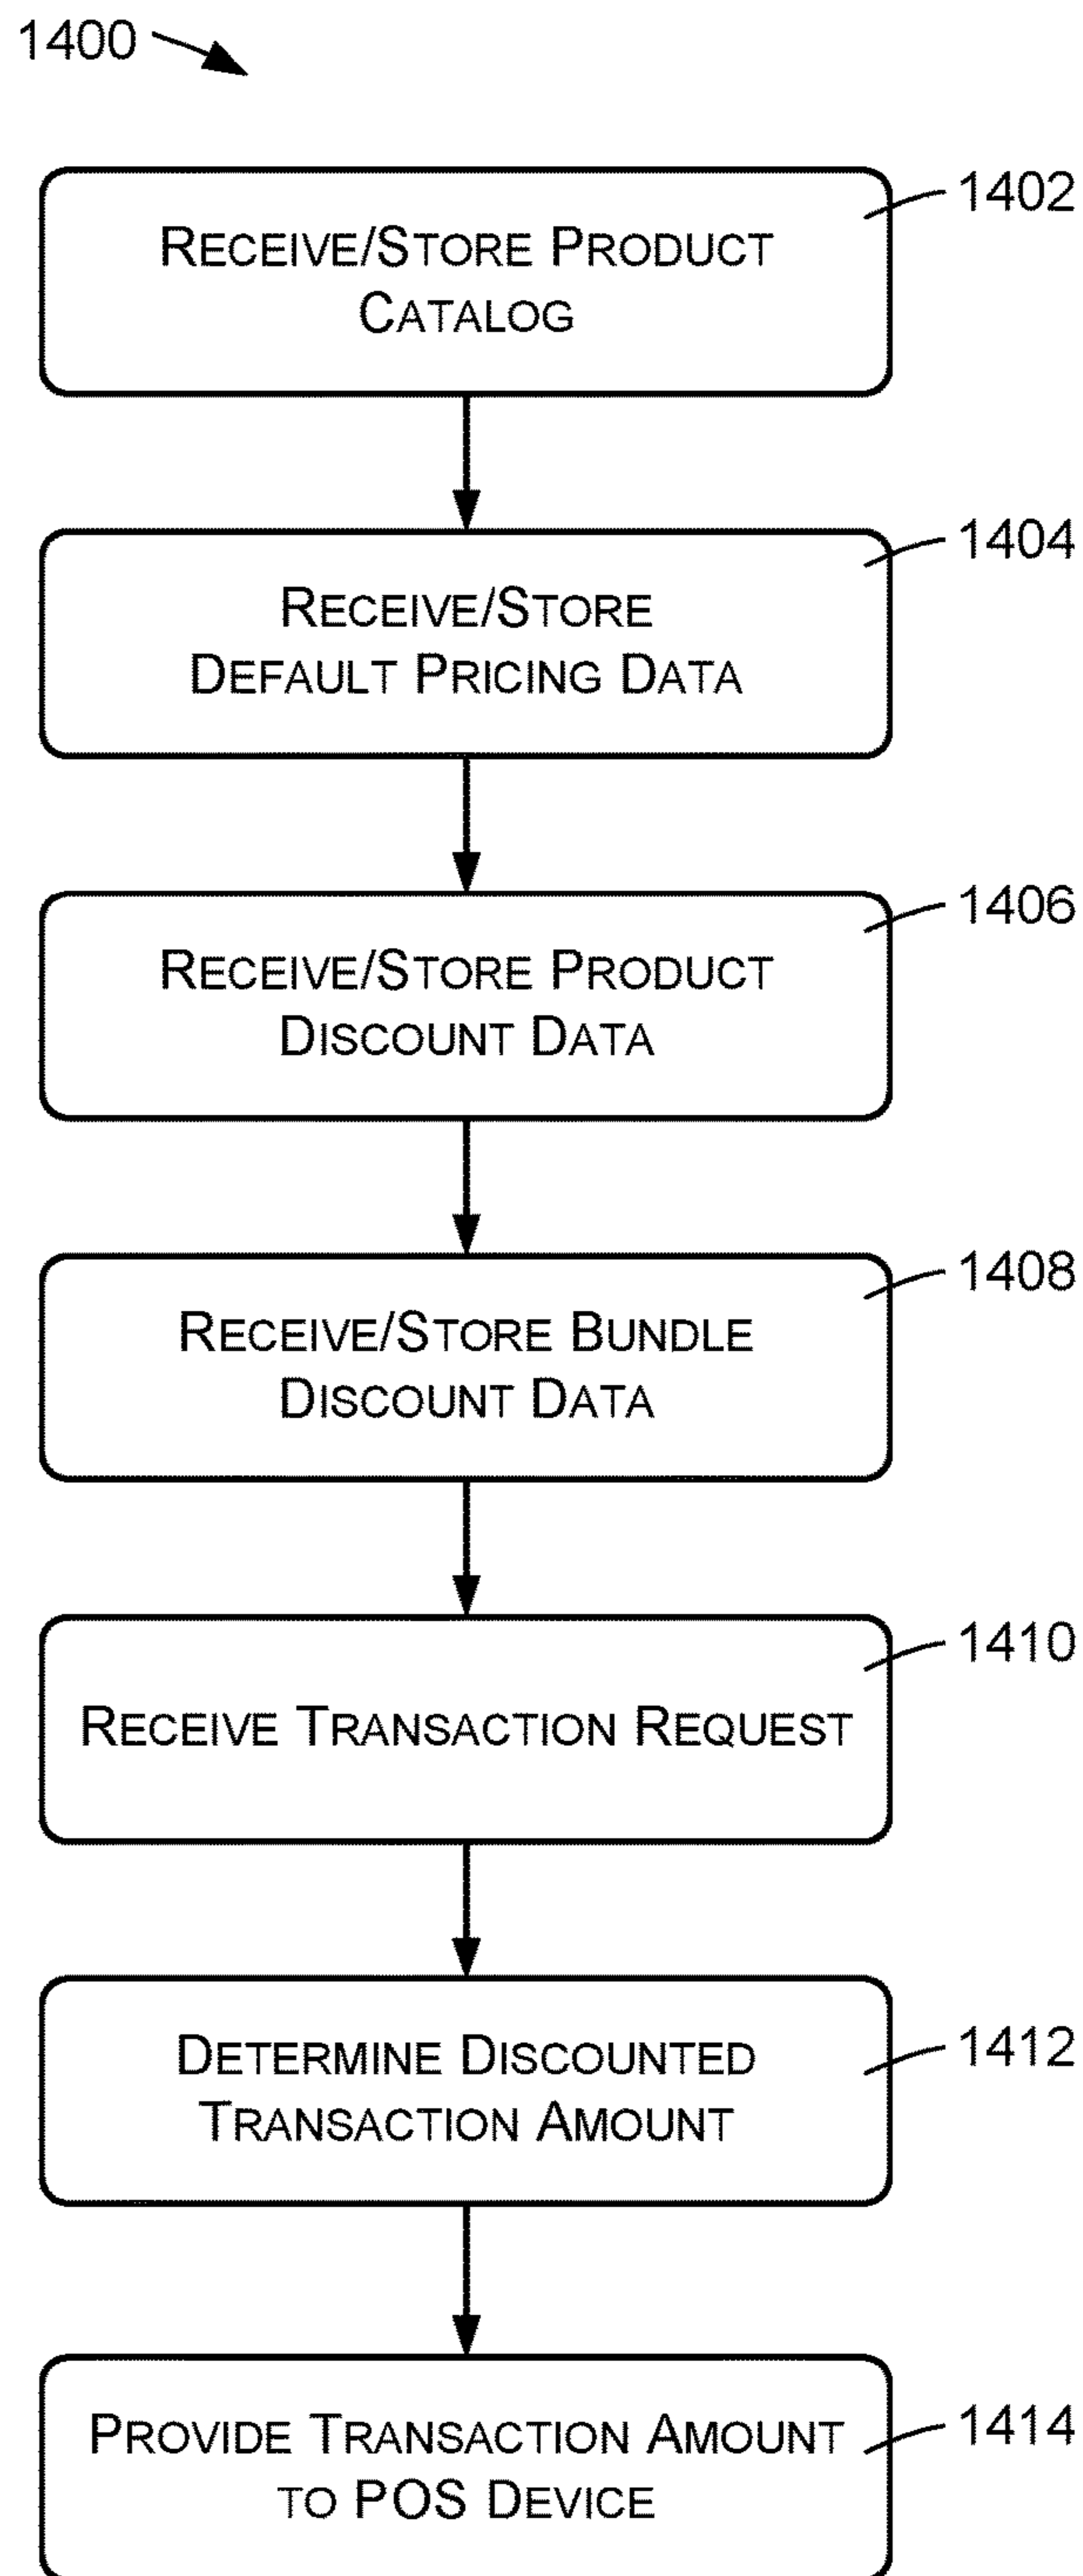 1400
RECEIVE/STORE PRODUCT
CATALOG
1402
RECEIVE/STORE
DEFAULT PRICING DATA
1404
RECEIVE/STORE PRODUCT
DISCOUNT DATA
1406
RECEIVE/STORE BUNDLE
DISCOUNT DATA
1408
RECEIVE TRANSACTION REQUEST
1410
DETERMINE DISCOUNTED
TRANSACTION AMOUNT
1412
PROVIDE TRANSACTION AMOUNT
TO POS DEVICE
1414